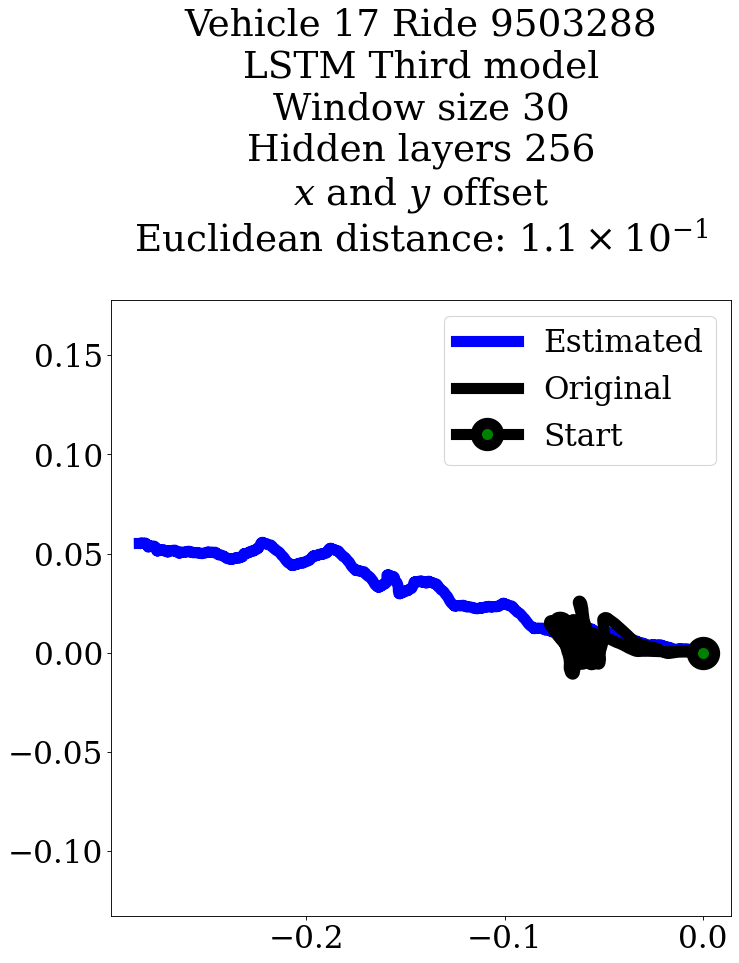 Vehicle 17 Ride 9503288
LSTM Third model
Window size 30
Hidden layers 256
x and y offset
Euclidean distance: 1.1 × 10⁻¹
Estimated
Original
Start
0.15
0.10
0.05
0.00
−0.05
−0.10
−0.2
−0.1
0.0